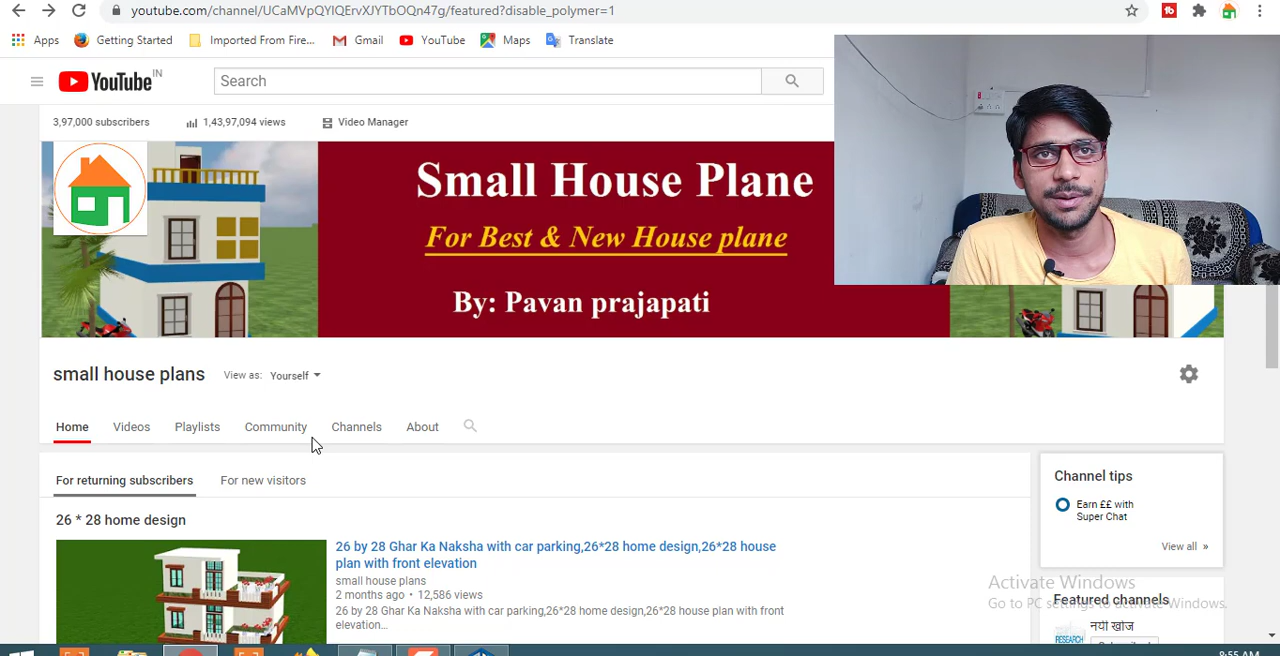 youtube.com/channel/UCaMVpQYlQErvXJYTbOQn47g/featured?disable_polymer=1
Apps Getting Started Imported From Fire... Gmail YouTube Maps Translate
YouTube IN Search
3,97,000 subscribers 1,43,97,094 views Video Manager
Small House Plane
For Best & New House plane
By: Pavan prajapati
small house plans View as: Yourself
Home Videos Playlists Community Channels About
For returning subscribers For new visitors
26 * 28 home design
26 by 28 Ghar Ka Naksha with car parking,26*28 home design,26*28 house
plan with front elevation
small house plans
2 months ago • 12,586 views
26 by 28 Ghar Ka Naksha with car parking,26*28 home design,26*28 house plan with front
elevation...
Channel tips
Earn ££ with
Super Chat
View all »
Activate Windows
Go to PC settings to Activate Windows.
Featured channels
नयी खोज
RESEARCH
8:55 AM